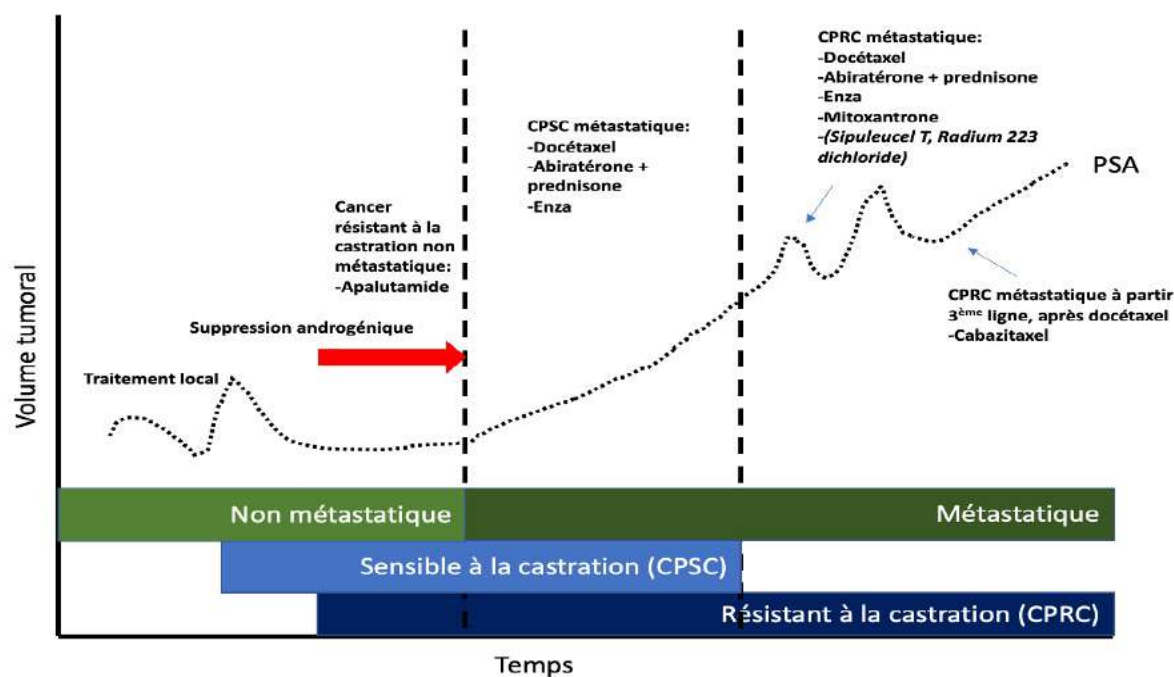 CPRC métastatique:
-Docétaxel
-Abiratérone + prednisone
-Enza
-Mitoxantrone
-(Sipuleucel T, Radium 223
dichloride)
CPSC métastatique:
-Docétaxel
-Abiratérone +
prednisone
-Enza
PSA
Cancer
résistant à la
castration non
métastatique:
-Apalutamide
Suppression androgénique
CPRC métastatique à partir
3ème ligne, après docétaxel
-Cabazitaxel
Traitement local
Volume tumoral
Non métastatique
Métastatique
Sensible à la castration (CPSC)
Résistant à la castration (CPRC)
Temps